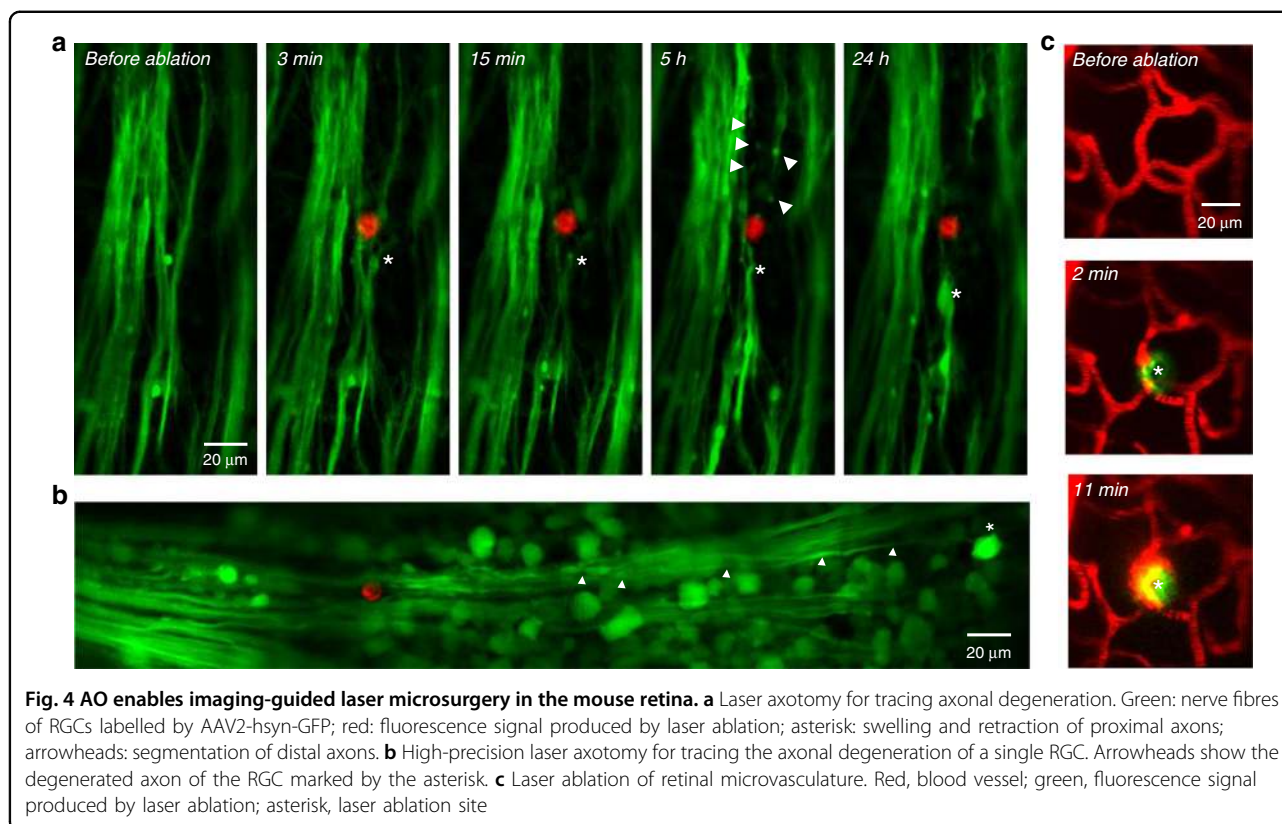 a
Before ablation
3 min
15 min
5 h
24 h
*
*
*
*
20 µm
c
Before ablation
20 µm
2 min
*
11 min
*
b
*
20 µm
Fig. 4 AO enables imaging-guided laser microsurgery in the mouse retina. a Laser axotomy for tracing axonal degeneration. Green: nerve fibres
of RGCs labelled by AAV2-hsyn-GFP; red: fluorescence signal produced by laser ablation; asterisk: swelling and retraction of proximal axons;
arrowheads: segmentation of distal axons. b High-precision laser axotomy for tracing the axonal degeneration of a single RGC. Arrowheads show the
degenerated axon of the RGC marked by the asterisk. c Laser ablation of retinal microvasculature. Red, blood vessel; green, fluorescence signal
produced by laser ablation; asterisk, laser ablation site